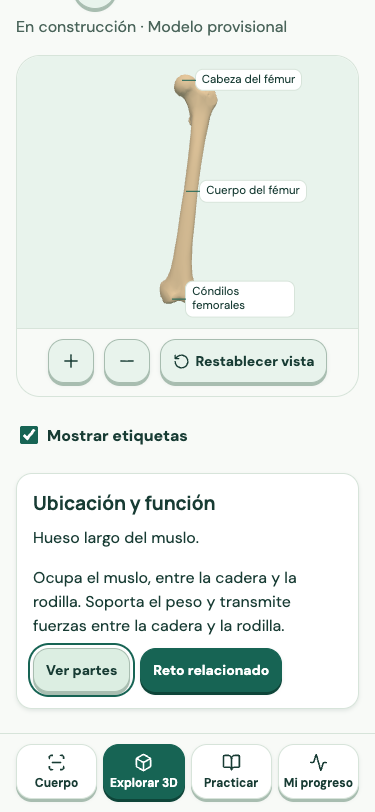 En construcción · Modelo provisional
Cabeza del fémur
Cuerpo del fémur
Cóndilos
femorales
Restablecer vista
Mostrar etiquetas
Ubicación y función
Hueso largo del muslo.
Ocupa el muslo, entre la cadera y la
rodilla. Soporta el peso y transmite
fuerzas entre la cadera y la rodilla.
Ver partes
Reto relacionado
Cuerpo
Explorar 3D
Practicar
Mi progreso